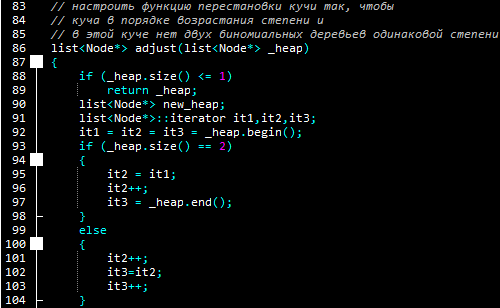 83 // настроить функцию перестановки кучи так, чтобы
84 // куча в порядке возрастания степени и
85 // в этой куче нет двух биномиальных деревьев одинаковой степени
86 list<Node*> adjust(list<Node*> _heap)
87 {
88 if (_heap.size() <= 1)
89 return _heap;
90 list<Node*> new_heap;
91 list<Node*>::iterator it1,it2,it3;
92 it1 = it2 = it3 = _heap.begin();
93 if (_heap.size() == 2)
94 {
95 it2 = it1;
96 it2++;
97 it3 = _heap.end();
98 }
99 else
100 {
101 it2++;
102 it3=it2;
103 it3++;
104 }